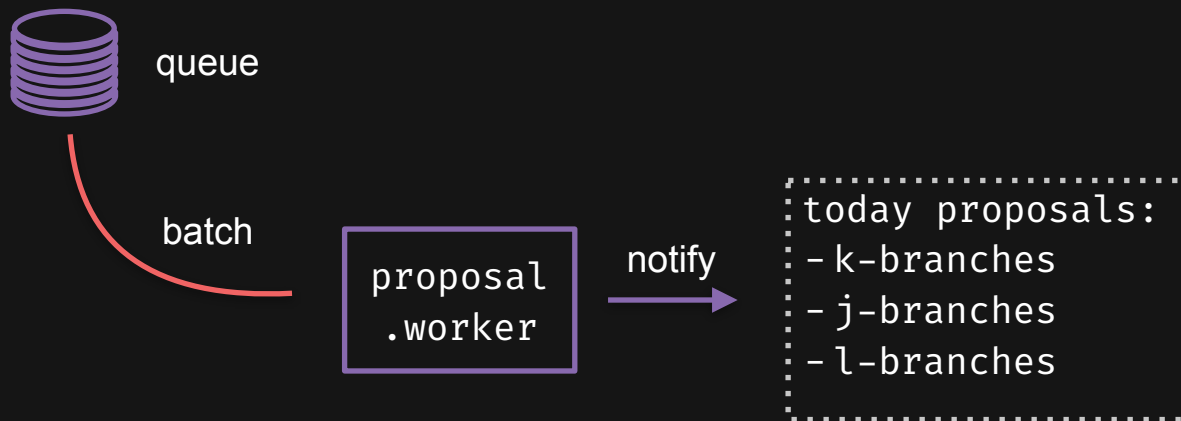 queue
batch
proposal
.worker
notify
today proposals:
- k-branches
- j-branches
- l-branches